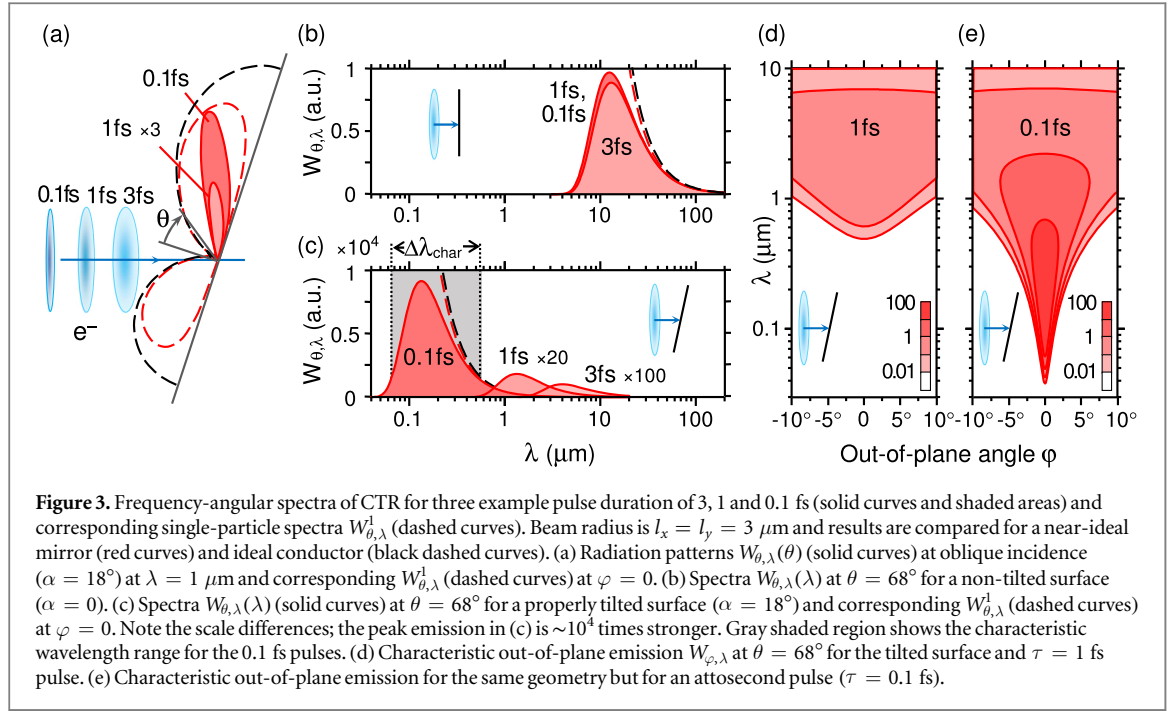 (a)
0.1fs
1fs ×3
0.1fs 1fs 3fs
θ
e⁻
(b)
W_{θ,λ} (a.u.)
1
0.5
0
1fs,
0.1fs
3fs
0.1 1 10 100
(c)
×10⁴
Δλ_{char}
W_{θ,λ} (a.u.)
1
0.5
0
0.1fs
1fs ×20
3fs ×100
0.1 1 10 100
λ (μm)
(d)
λ (μm)
10
1
0.1
1fs
100
1
0.01
-10° -5° 0 5° 10°
(e)
0.1fs
100
1
0.01
-10° -5° 0 5° 10°
Out-of-plane angle φ
Figure 3. Frequency-angular spectra of CTR for three example pulse duration of 3, 1 and 0.1 fs (solid curves and shaded areas) and
corresponding single-particle spectra W¹_{θ,λ} (dashed curves). Beam radius is l_x = l_y = 3 μm and results are compared for a near-ideal
mirror (red curves) and ideal conductor (black dashed curves). (a) Radiation patterns W_{θ,λ}(θ) (solid curves) at oblique incidence
(α = 18°) at λ = 1 μm and corresponding W¹_{θ,λ} (dashed curves) at φ = 0. (b) Spectra W_{θ,λ}(λ) at θ = 68° for a non-tilted surface
(α = 0). (c) Spectra W_{θ,λ}(λ) (solid curves) at θ = 68° for a properly tilted surface (α = 18°) and corresponding W¹_{θ,λ} (dashed curves)
at φ = 0. Note the scale differences; the peak emission in (c) is ~10⁴ times stronger. Gray shaded region shows the characteristic
wavelength range for the 0.1 fs pulses. (d) Characteristic out-of-plane emission W_{φ,λ} at θ = 68° for the tilted surface and τ = 1 fs
pulse. (e) Characteristic out-of-plane emission for the same geometry but for an attosecond pulse (τ = 0.1 fs).